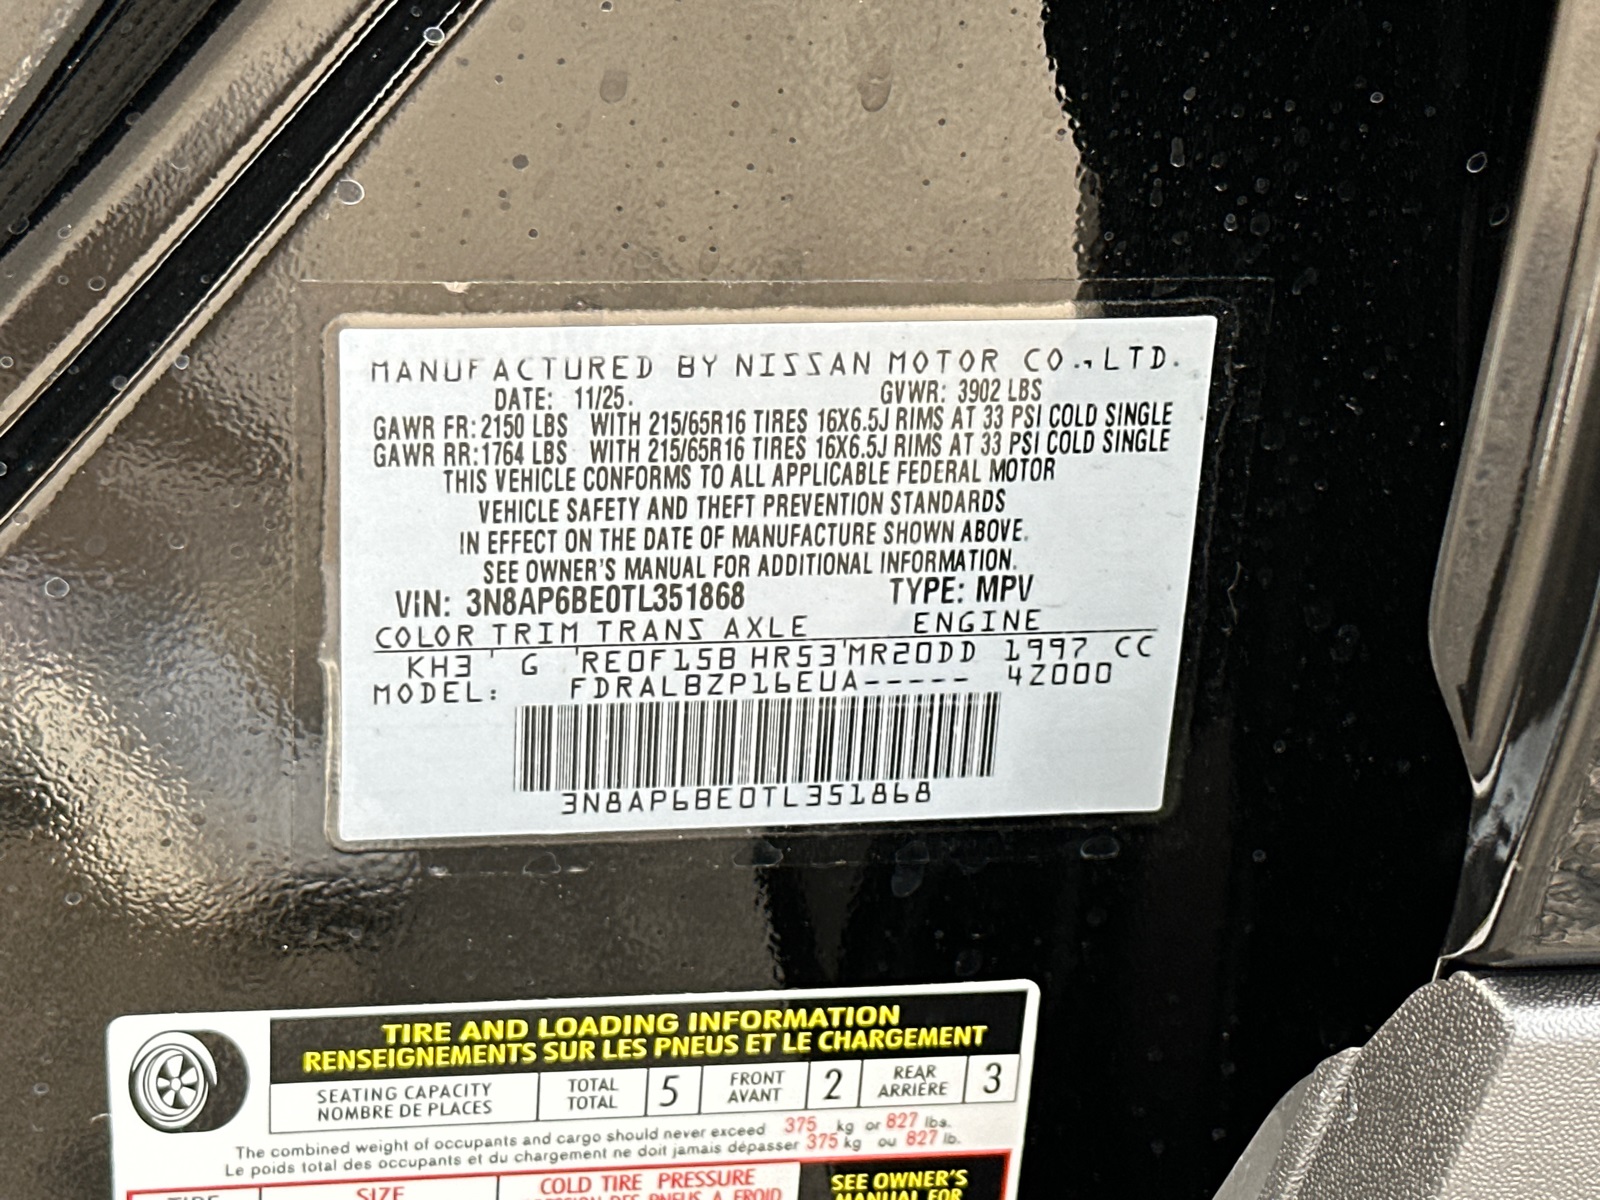 MANUFACTURED BY NISSAN MOTOR CO.,LTD.
DATE: 11/25. GVWR: 3902 LBS
GAWR FR: 2150 LBS WITH 215/65R16 TIRES 16X6.5J RIMS AT 33 PSI COLD SINGLE
GAWR RR: 1764 LBS WITH 215/65R16 TIRES 16X6.5J RIMS AT 33 PSI COLD SINGLE
THIS VEHICLE CONFORMS TO ALL APPLICABLE FEDERAL MOTOR
VEHICLE SAFETY AND THEFT PREVENTION STANDARDS
IN EFFECT ON THE DATE OF MANUFACTURE SHOWN ABOVE.
SEE OWNER'S MANUAL FOR ADDITIONAL INFORMATION.
VIN: 3N8AP6BE0TL351868 TYPE: MPV
COLOR TRIM TRANS AXLE ENGINE
KH3 ' G 'RE0F15B HR53'MR20DD 1997 CC
MODEL: FDRALBZP16EUA----- 4Z000
3N8AP6BE0TL351868
TIRE AND LOADING INFORMATION
RENSEIGNEMENTS SUR LES PNEUS ET LE CHARGEMENT
SEATING CAPACITY TOTAL 5 FRONT 2 REAR 3
NOMBRE DE PLACES TOTAL AVANT ARRIÈRE
The combined weight of occupants and cargo should never exceed 375 kg or 827 lbs.
Le poids total des occupants et du chargement ne doit jamais dépasser 375 kg ou 827 lb.
TIRE SIZE COLD TIRE PRESSURE SEE OWNER'S
PNEUS A FROID MANUAL FOR